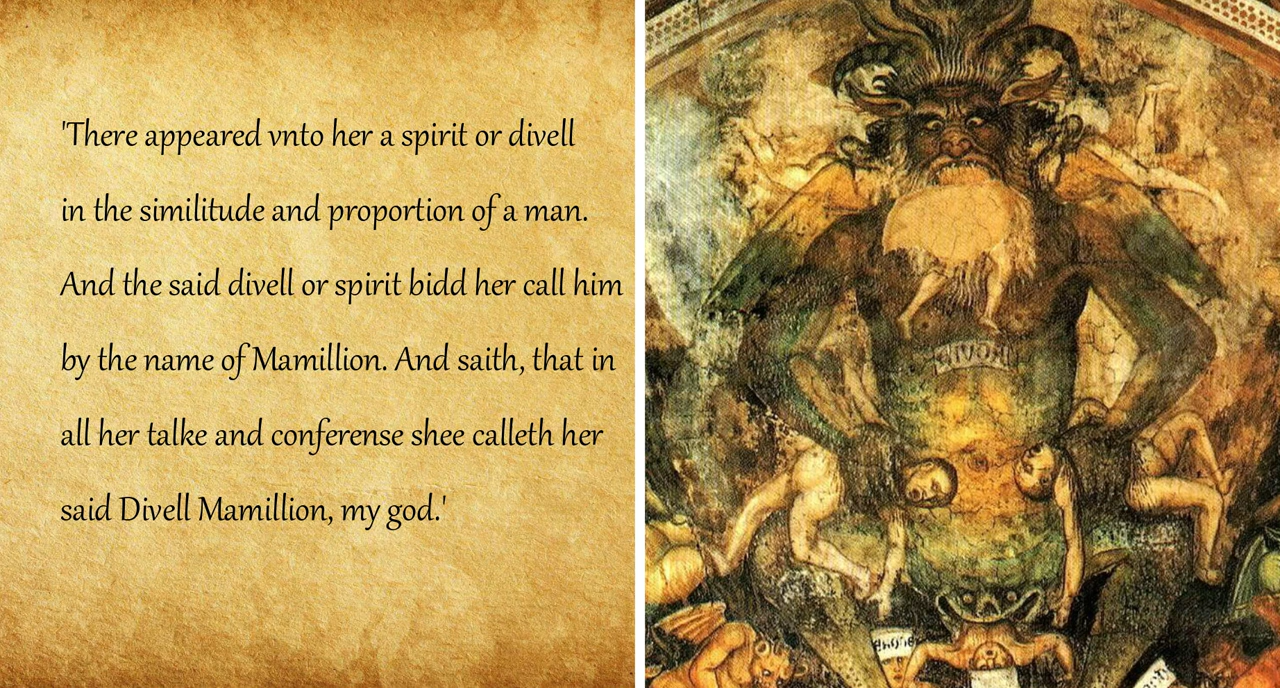 'There appeared vnto her a spirit or divell
in the similitude and proportion of a man.
And the said divell or spirit bidd her call him
by the name of Mamillion. And saith, that in
all her talke and conferense shee calleth her
said Divell Mamillion, my god.'